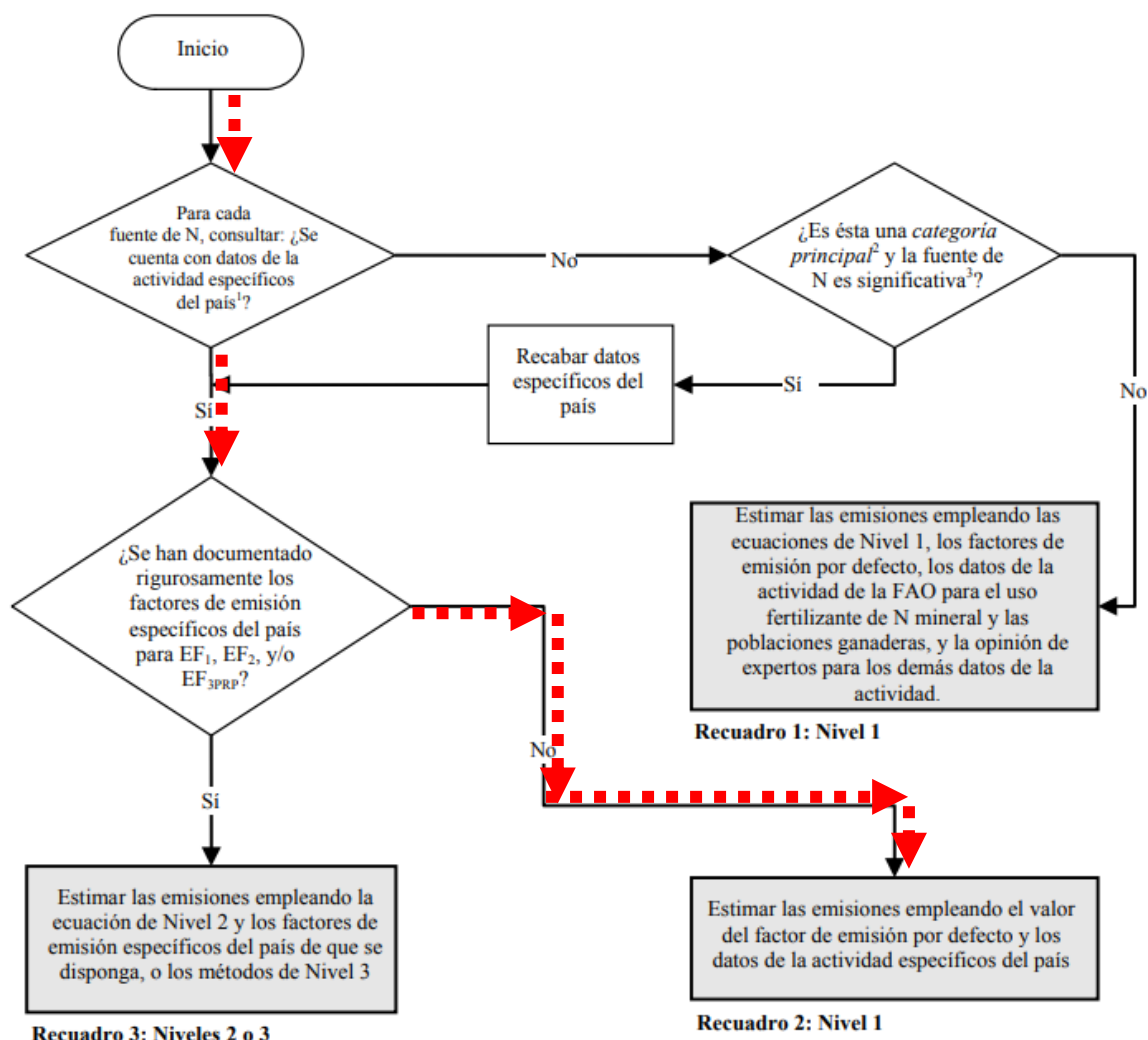 Inicio
Para cada
fuente de N, consultar: ¿Se
cuenta con datos de la
actividad específicos
del país¹?
No
¿Es ésta una categoría
principal² y la fuente de
N es significativa³?
Recabar datos
específicos del
país
Sí
No
Sí
¿Se han documentado
rigurosamente los
factores de emisión
específicos del país
para EF₁, EF₂, y/o
EF₃PRP?
Estimar las emisiones empleando las
ecuaciones de Nivel 1, los factores de
emisión por defecto, los datos de la
actividad de la FAO para el uso
fertilizante de N mineral y las
poblaciones ganaderas, y la opinión de
expertos para los demás datos de la
actividad.
Recuadro 1: Nivel 1
No
Sí
Estimar las emisiones empleando la
ecuación de Nivel 2 y los factores de
emisión específicos del país de que se
disponga, o los métodos de Nivel 3
Recuadro 3: Niveles 2 o 3
Estimar las emisiones empleando el valor
del factor de emisión por defecto y los
datos de la actividad específicos del país
Recuadro 2: Nivel 1